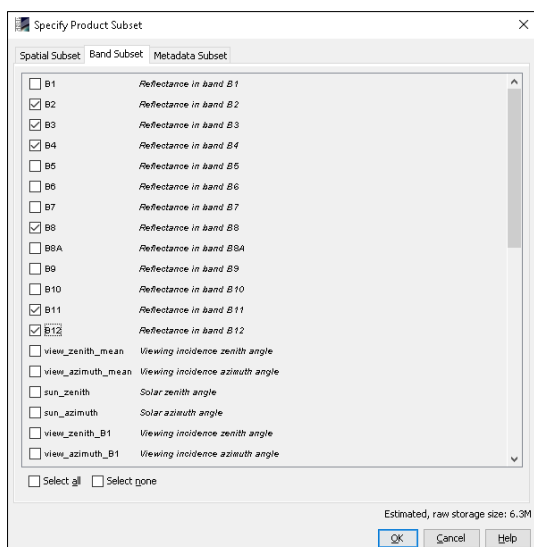 Specify Product Subset
Spatial Subset Band Subset Metadata Subset
B1 Reflectance in band B1
B2 Reflectance in band B2
B3 Reflectance in band B3
B4 Reflectance in band B4
B5 Reflectance in band B5
B6 Reflectance in band B6
B7 Reflectance in band B7
B8 Reflectance in band B8
B8A Reflectance in band B8A
B9 Reflectance in band B9
B10 Reflectance in band B10
B11 Reflectance in band B11
B12 Reflectance in band B12
view_zenith_mean Viewing incidence zenith angle
view_azimuth_mean Viewing incidence azimuth angle
sun_zenith Solar zenith angle
sun_azimuth Solar azimuth angle
view_zenith_B1 Viewing incidence zenith angle
view_azimuth_B1 Viewing incidence azimuth angle
Select all Select none
Estimated, raw storage size: 6.3M
OK Cancel Help